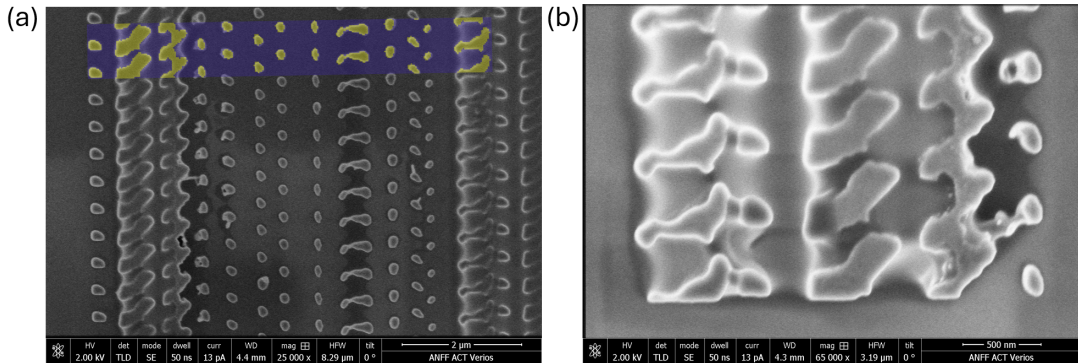 (a)
HV det mode dwell curr WD mag HFW tilt
2.00 kV TLD SE 50 ns 13 pA 4.4 mm 25 000 x 8.29 µm 0 °
2 µm
ANFF ACT Verios
(b)
HV det mode dwell curr WD mag HFW tilt
2.00 kV TLD SE 50 ns 13 pA 4.3 mm 65 000 x 3.19 µm 0 °
500 nm
ANFF ACT Verios